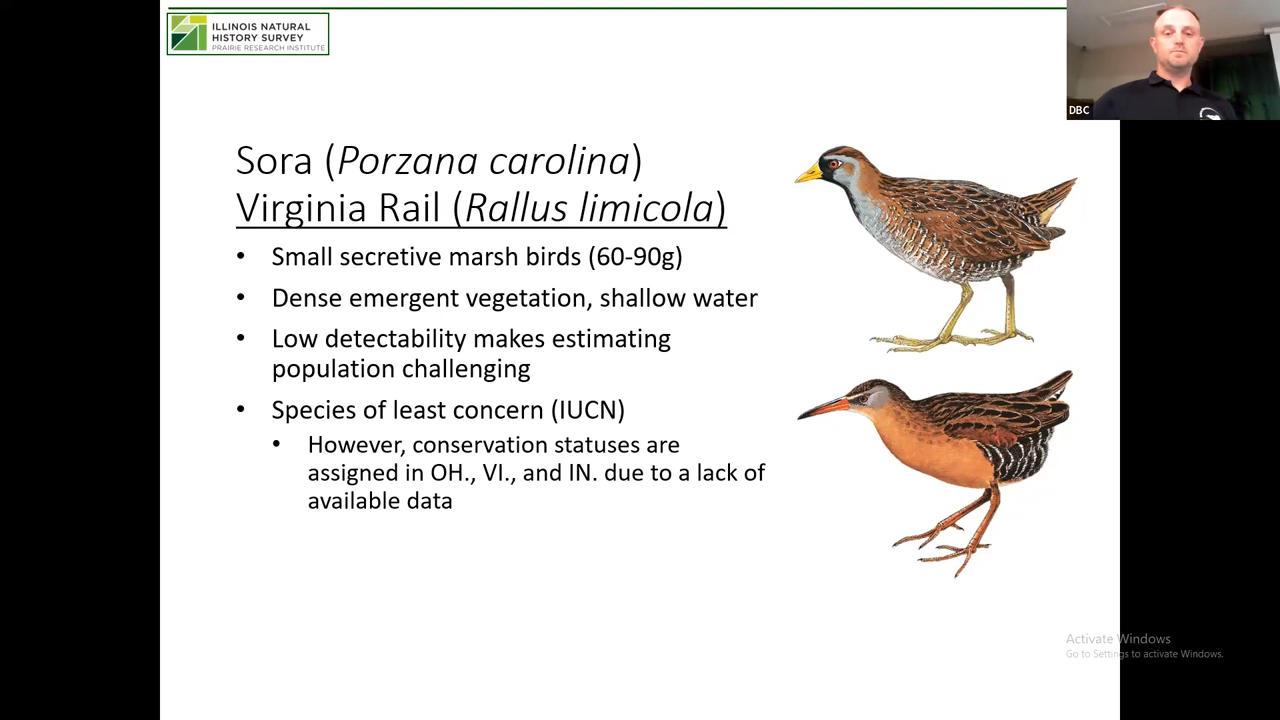 ILLINOIS NATURAL
HISTORY SURVEY
PRAIRIE RESEARCH INSTITUTE
DBC
Sora (Porzana carolina)
Virginia Rail (Rallus limicola)
• Small secretive marsh birds (60-90g)
• Dense emergent vegetation, shallow water
• Low detectability makes estimating
population challenging
• Species of least concern (IUCN)
• However, conservation statuses are
assigned in OH., VI., and IN. due to a lack of
available data
Activate Windows
Go to Settings to activate Windows.